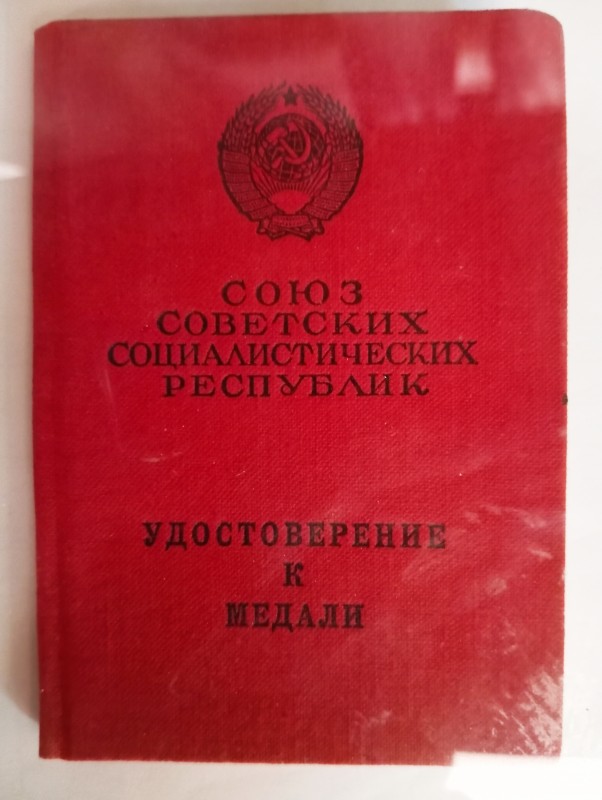 СОЮЗ
СОВЕТСКИХ
СОЦИАЛИСТИЧЕСКИХ
РЕСПУБЛИК
УДОСТОВЕРЕНИЕ
К
МЕДАЛИ